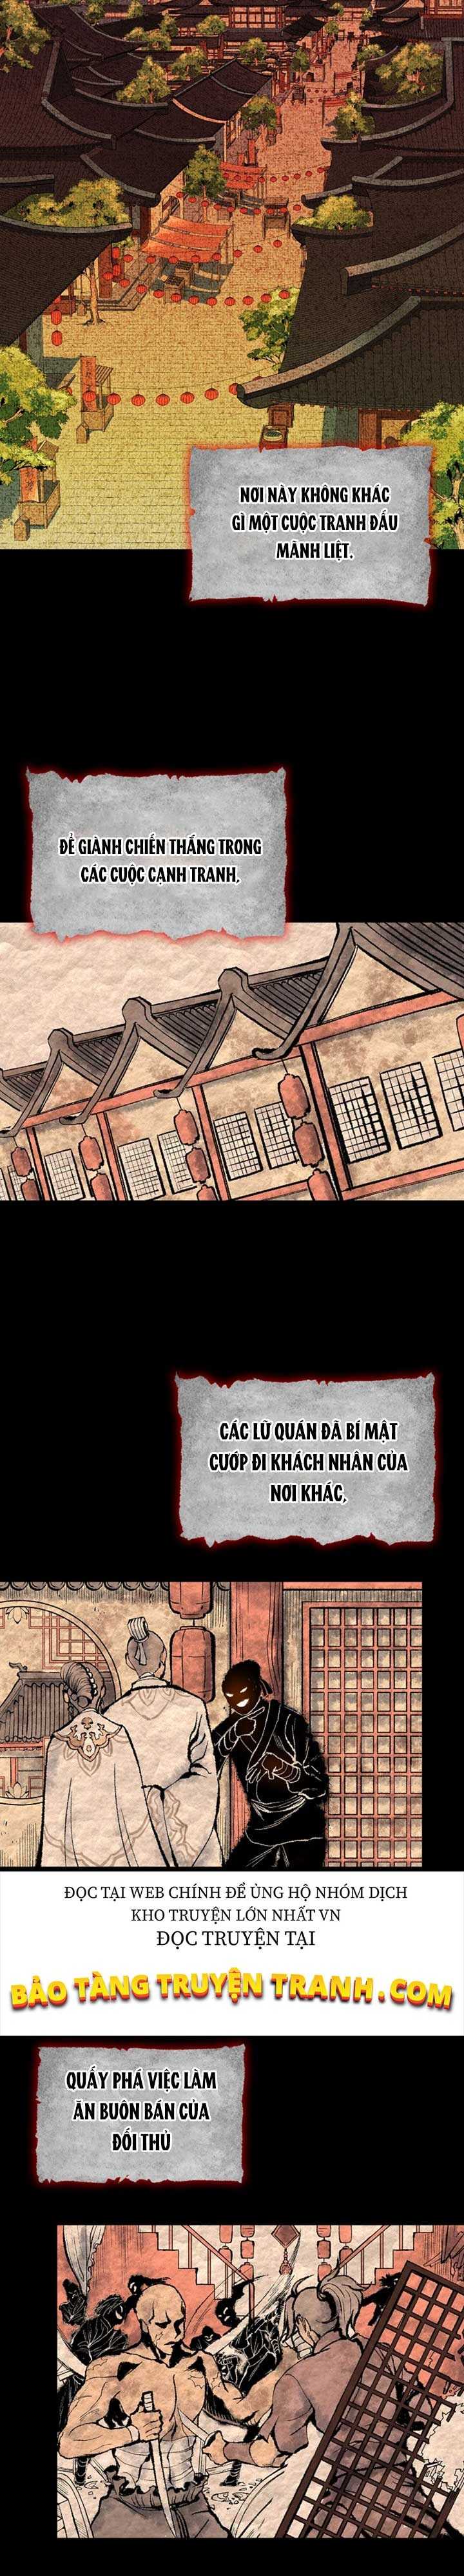 NƠI NÀY KHÔNG KHÁC
GÌ MỘT CUỘC TRANH ĐẤU
MÃNH LIỆT.
ĐỂ GIÀNH CHIẾN THẮNG TRONG
CÁC CUỘC CẠNH TRANH,
CÁC LỮ QUÁN ĐÃ BÍ MẬT
CƯỚP ĐI KHÁCH NHÂN CỦA
NƠI KHÁC,
ĐỌC TẠI WEB CHÍNH ĐỂ ỦNG HỘ NHÓM DỊCH
KHO TRUYỆN LỚN NHẤT VN
ĐỌC TRUYỆN TẠI
BẢO TÀNG TRUYỆN TRANH.COM
QUẤY PHÁ VIỆC LÀM
ĂN BUÔN BÁN CỦA
ĐỐI THỦ